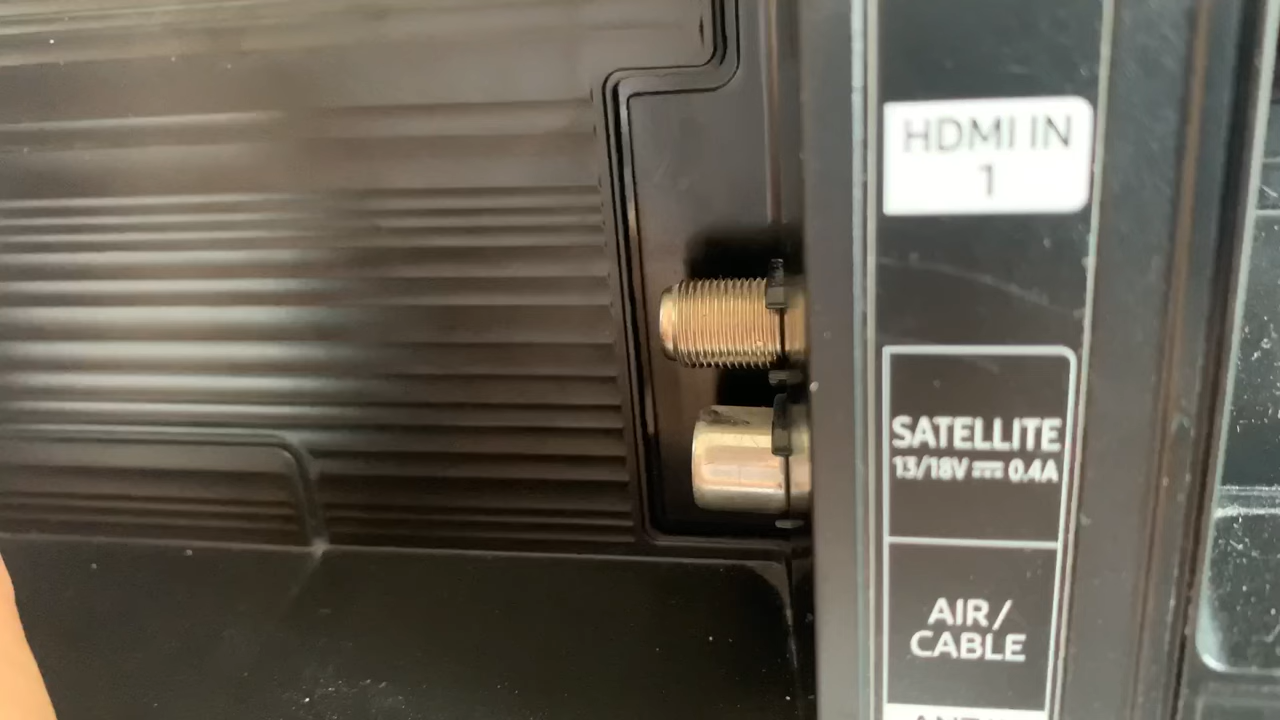 HDMI IN
1
SATELLITE
13/18V ⎓ 0.4A
AIR/
CABLE